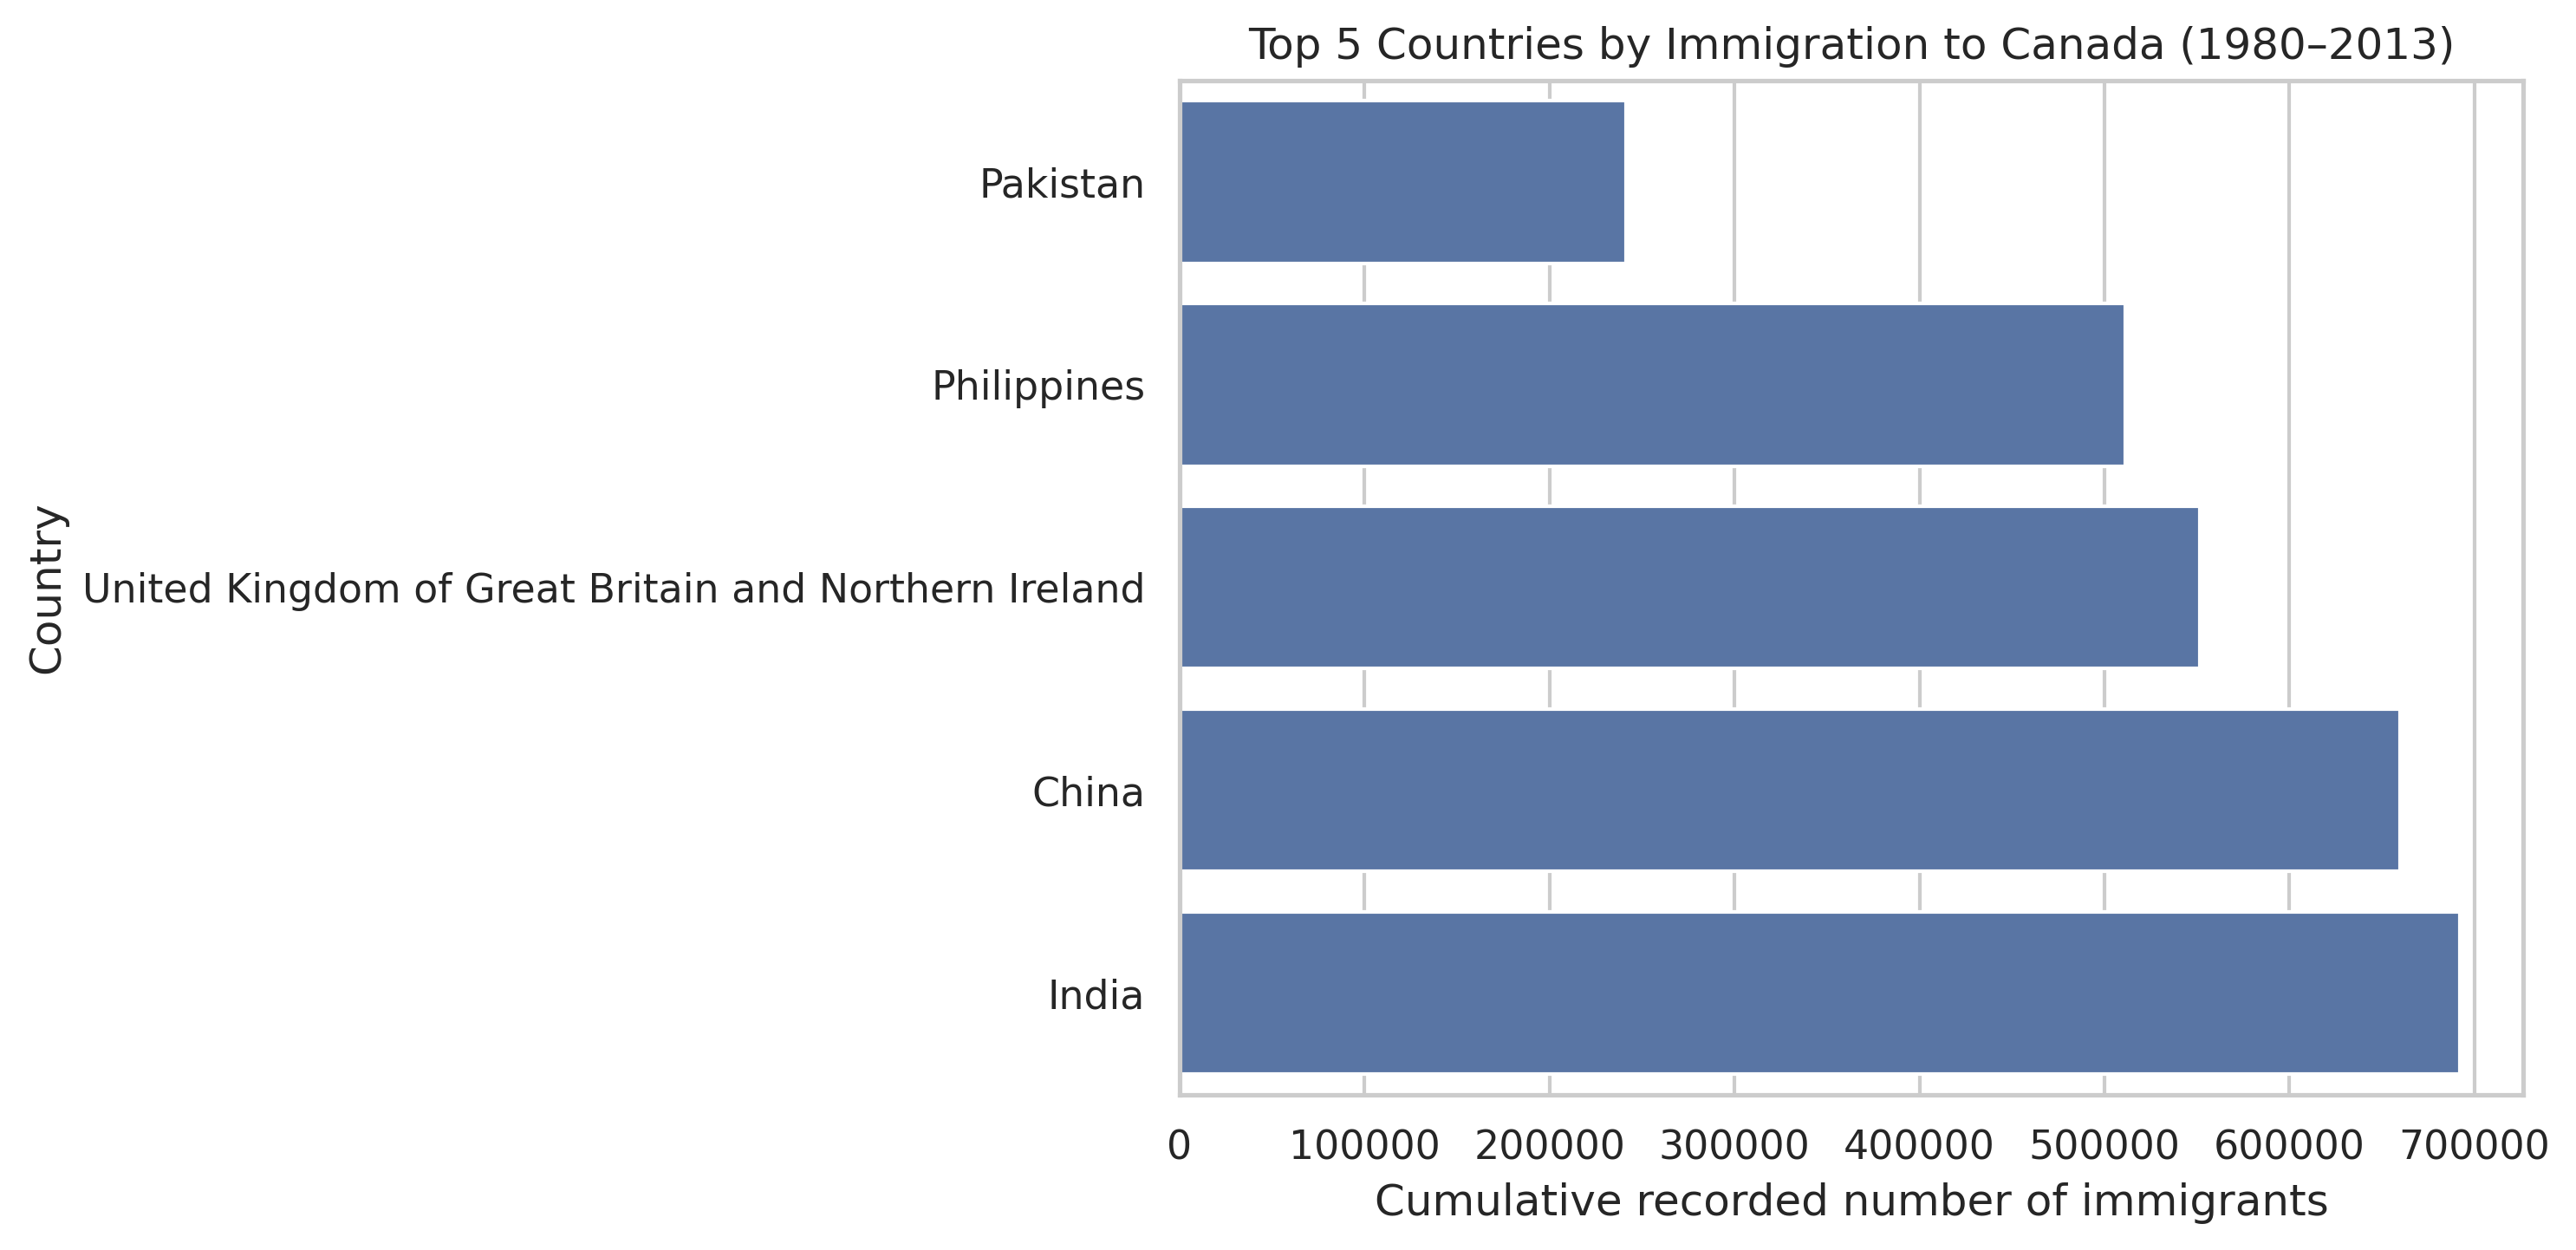 Top 5 Countries by Immigration to Canada (1980–2013)
Pakistan
Philippines
United Kingdom of Great Britain and Northern Ireland
China
India
Country
0 100000 200000 300000 400000 500000 600000 700000
Cumulative recorded number of immigrants